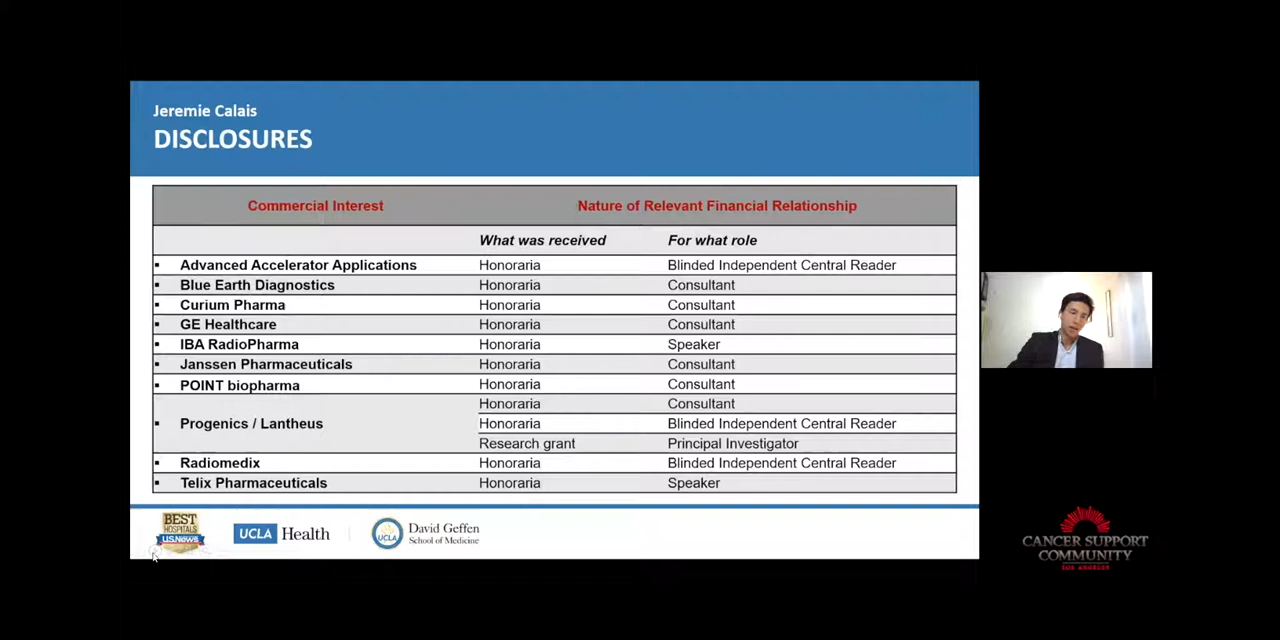 Jeremie Calais
DISCLOSURES
Commercial Interest Nature of Relevant Financial Relationship
What was received For what role
▪ Advanced Accelerator Applications Honoraria Blinded Independent Central Reader
▪ Blue Earth Diagnostics Honoraria Consultant
▪ Curium Pharma Honoraria Consultant
▪ GE Healthcare Honoraria Consultant
▪ IBA RadioPharma Honoraria Speaker
▪ Janssen Pharmaceuticals Honoraria Consultant
▪ POINT biopharma Honoraria Consultant
Honoraria Consultant
▪ Progenics / Lantheus Honoraria Blinded Independent Central Reader
Research grant Principal Investigator
▪ Radiomedix Honoraria Blinded Independent Central Reader
▪ Telix Pharmaceuticals Honoraria Speaker
BEST
HOSPITALS
U.S.News
UCLA Health
UCLA
David Geffen
School of Medicine
CANCER SUPPORT
COMMUNITY
LOS ANGELES